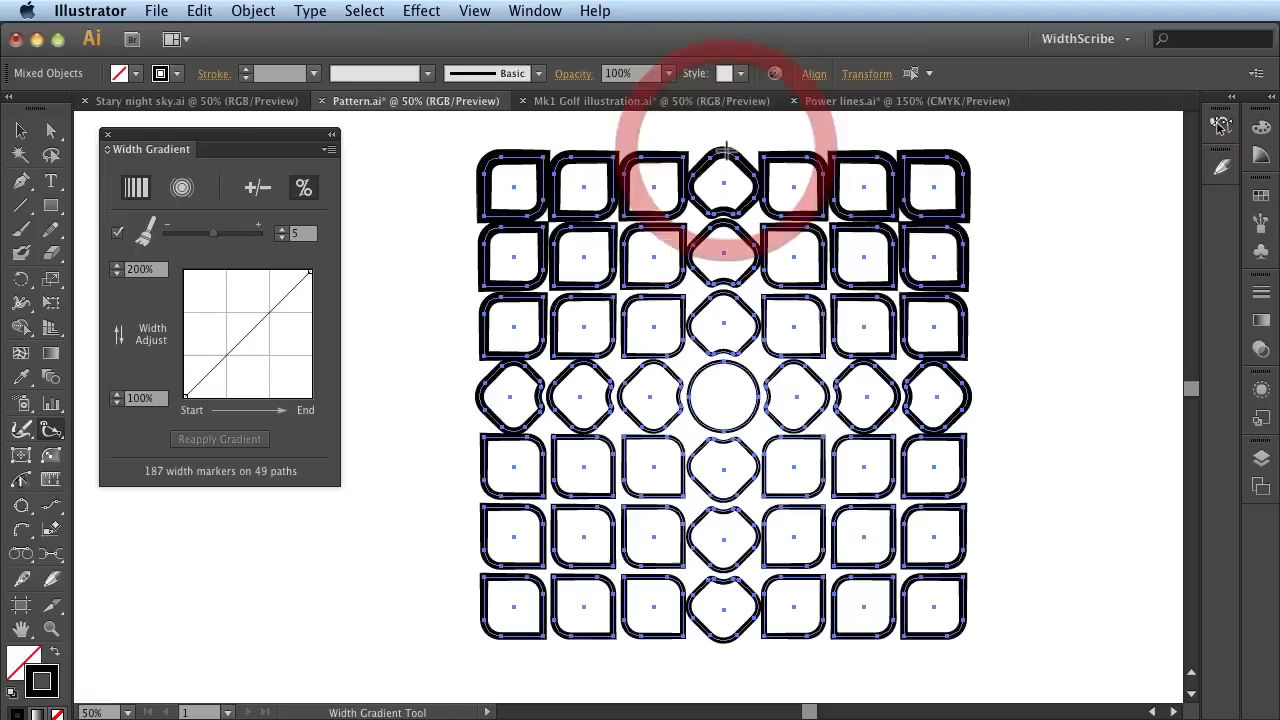 Illustrator File Edit Object Type Select Effect View Window Help
Ai Br WidthScribe
Mixed Objects Stroke: Basic Opacity: 100% Style: Align Transform
× Stary night sky.ai @ 50% (RGB/Preview) × Pattern.ai* @ 50% (RGB/Preview) × Mk1 Golf illustration.ai* @ 50% (RGB/Preview) × Power lines.ai* @ 150% (CMYK/Preview)
Width Gradient
+/- %
- + 5
200%
Width
Adjust
100%
Start End
Reapply Gradient
187 width markers on 49 paths
T
50% 1 Width Gradient Tool